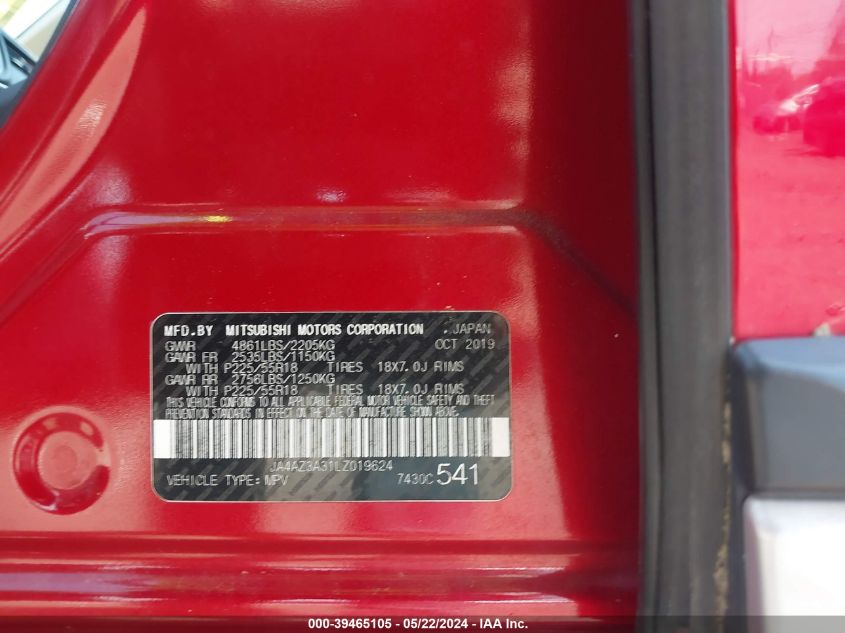 MFD.BY MITSUBISHI MOTORS CORPORATION JAPAN
GVWR 4861LBS/2205KG OCT 2019
GAWR FR 2535LBS/1150KG
WITH P225/55R18 TIRES 18X7.0J RIMS
GAWR RR 2756LBS/1250KG
WITH P225/55R18 TIRES 18X7.0J RIMS
THIS VEHICLE CONFORMS TO ALL APPLICABLE FEDERAL MOTOR VEHICLE SAFETY AND THEFT
PREVENTION STANDARDS IN EFFECT ON THE DATE OF MANUFACTURE SHOWN ABOVE.
JA4AZ3A31LZ019624
VEHICLE TYPE: MPV 7430C 541
000-39465105 - 05/22/2024 - IAA Inc.